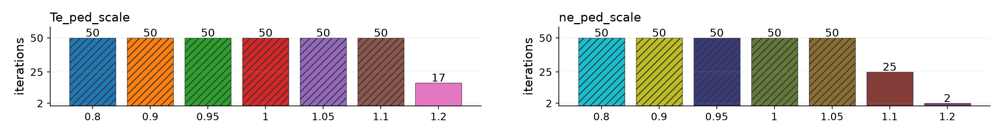 Te_ped_scale
50 50 50 50 50 50 17
iterations
50
25
2
0.8 0.9 0.95 1 1.05 1.1 1.2
ne_ped_scale
50 50 50 50 50 25 2
iterations
50
25
2
0.8 0.9 0.95 1 1.05 1.1 1.2